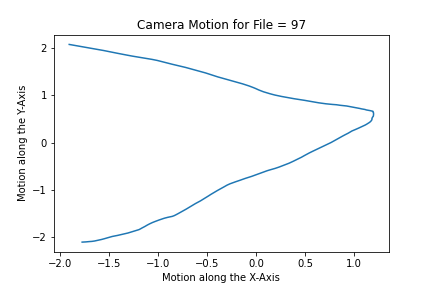 Camera Motion for File = 97
Motion along the Y-Axis
2
1
0
−1
−2
−2.0 −1.5 −1.0 −0.5 0.0 0.5 1.0
Motion along the X-Axis